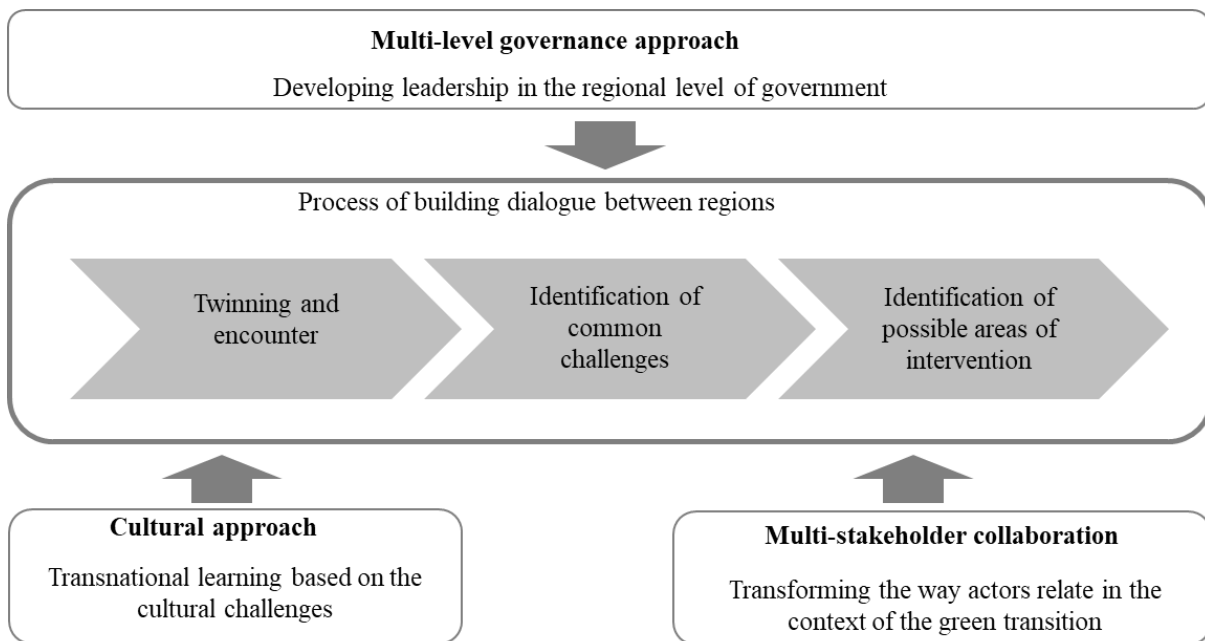 Multi-level governance approach
Developing leadership in the regional level of government
Process of building dialogue between regions
Twinning and
encounter
Identification of
common
challenges
Identification of
possible areas of
intervention
Cultural approach
Transnational learning based on the
cultural challenges
Multi-stakeholder collaboration
Transforming the way actors relate in the
context of the green transition